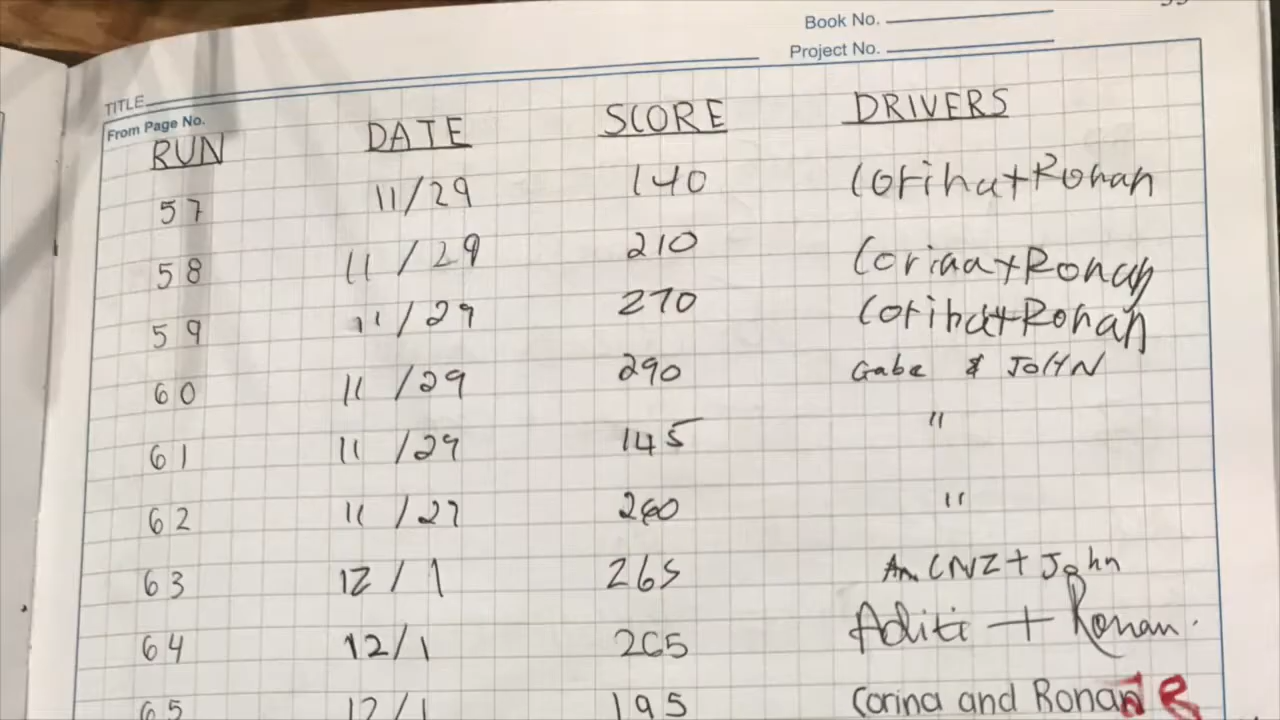 Book No.
Project No.
TITLE
From Page No.
RUN DATE SCORE DRIVERS
57 11/29 140 Corina+Ronan
58 11/29 210 Corina+Ronan
59 11/29 270 Corina+Ronan
60 11/29 290 Gabe & JOHN
61 11/29 145 "
62 11/29 260 "
63 12/1 265 + John
64 12/1 265 Aditi + Ronan.
65 12/1 195 Corina and Ronan